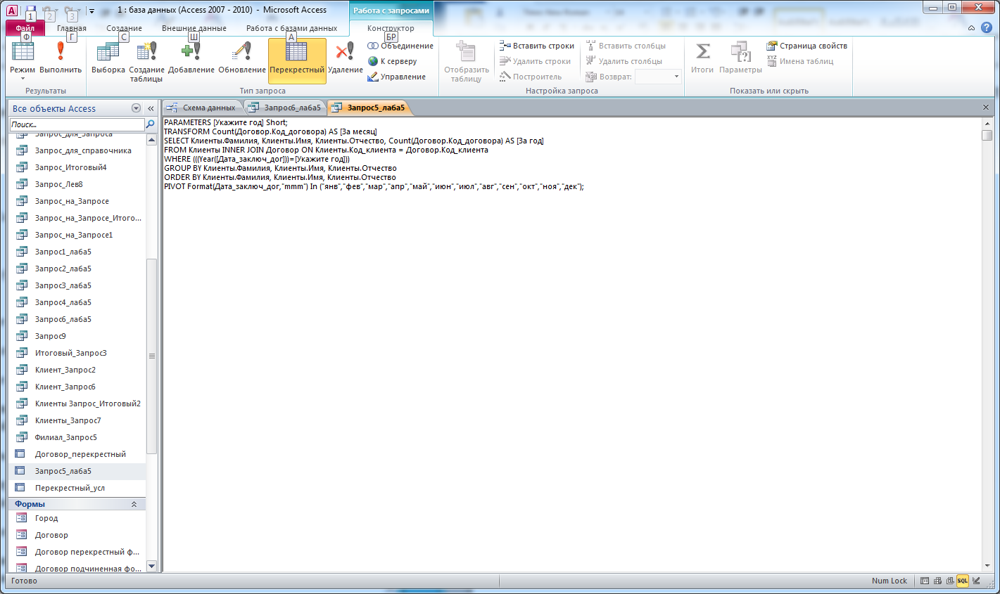 1 : база данных (Access 2007 - 2010) - Microsoft Access
Работа с запросами
1
2
3
Файл
Главная
Создание
Внешние данные
Работа с базами данных
Конструктор
Ф
Г
С
Ш
А
БР
Режим
Выполнить
Выборка
Создание таблицы
Добавление
Обновление
Перекрестный
Удаление
Объединение
К серверу
Управление
Отобразить таблицу
Вставить строки
Удалить строки
Построитель
Вставить столбцы
Удалить столбцы
Возврат:
Итоги
Параметры
Страница свойств
XYZ
Имена таблиц
Результаты
Тип запроса
Настройка запроса
Показать или скрыть
Все объекты Access
Поиск...
Запрос_для_Запроса
Запрос_для_справочника
Запрос_Итоговый4
Запрос_Лев8
Запрос_на_Запросе
Запрос_на_Запросе_Итого...
Запрос_на_Запросе1
Запрос1_лаба5
Запрос2_лаба5
Запрос3_лаба5
Запрос4_лаба5
Запрос6_лаба5
Запрос9
Итоговый_Запрос3
Клиент_Запрос2
Клиент_Запрос6
Клиенты Запрос_Итоговый2
Клиенты_Запрос7
Филиал_Запрос5
Договор_перекрестный
Запрос5_лаба5
Перекрестный_усл
Формы
Город
Договор
Договор перекрестный ф...
Договор подчиненная фо...
Схема данных
Запрос6_лаба5
Запрос5_лаба5
PARAMETERS [Укажите год] Short;
TRANSFORM Count(Договор.Код_договора) AS [За месяц]
SELECT Клиенты.Фамилия, Клиенты.Имя, Клиенты.Отчество, Count(Договор.Код_договора) AS [За год]
FROM Клиенты INNER JOIN Договор ON Клиенты.Код_клиента = Договор.Код_клиента
WHERE (((Year([Дата_заключ_дог]))=[Укажите год]))
GROUP BY Клиенты.Фамилия, Клиенты.Имя, Клиенты.Отчество
ORDER BY Клиенты.Фамилия, Клиенты.Имя, Клиенты.Отчество
PIVOT Format(Дата_заключ_дог,"mmm") In ("янв","фев","мар","апр","май","июн","июл","авг","сен","окт","ноя","дек");
Готово
Num Lock
SQL